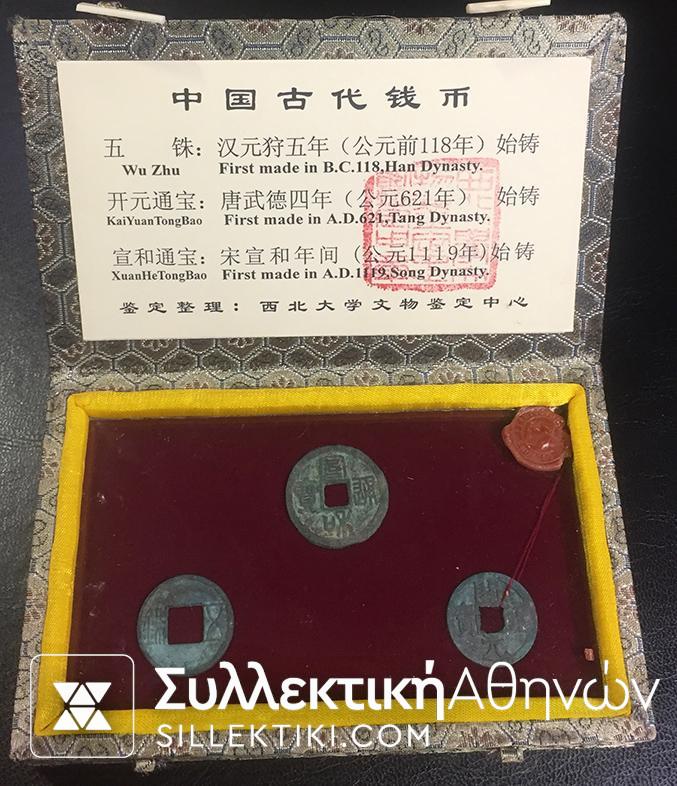 中国古代钱币
五 铢：汉元狩五年（公元前118年）始铸
Wu Zhu First made in B.C.118,Han Dynasty.
开元通宝：唐武德四年（公元621年） 始铸
KaiYuanTongBao First made in A.D.621,Tang Dynasty.
宣和通宝：宋宣和年间（公元1119年)始铸
XuanHeTongBao First made in A.D.1119,Song Dynasty.
鉴定整理：西北大学文物鉴定中心
ΣυλλεκτικήΑθηνών
SILLEKTIKI.COM